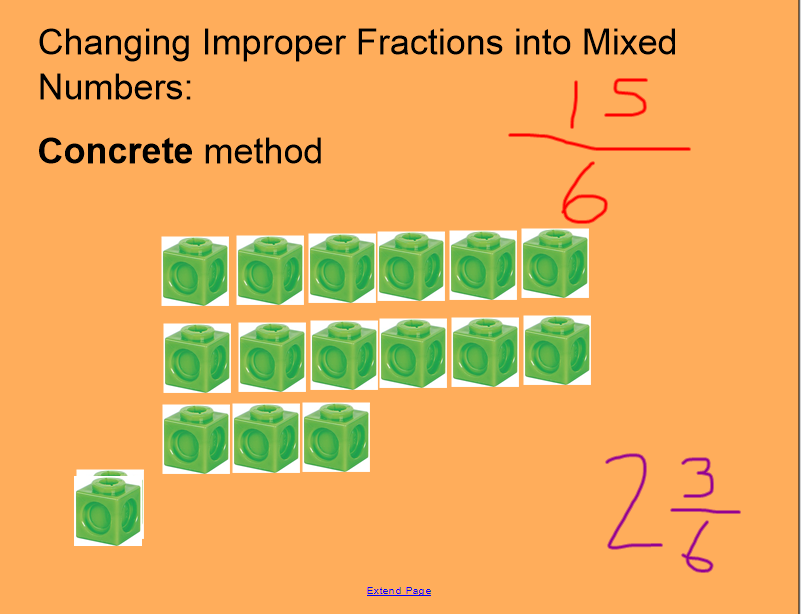 Changing Improper Fractions into Mixed
Numbers:
Concrete method
15
6
2 3/6
Extend Page